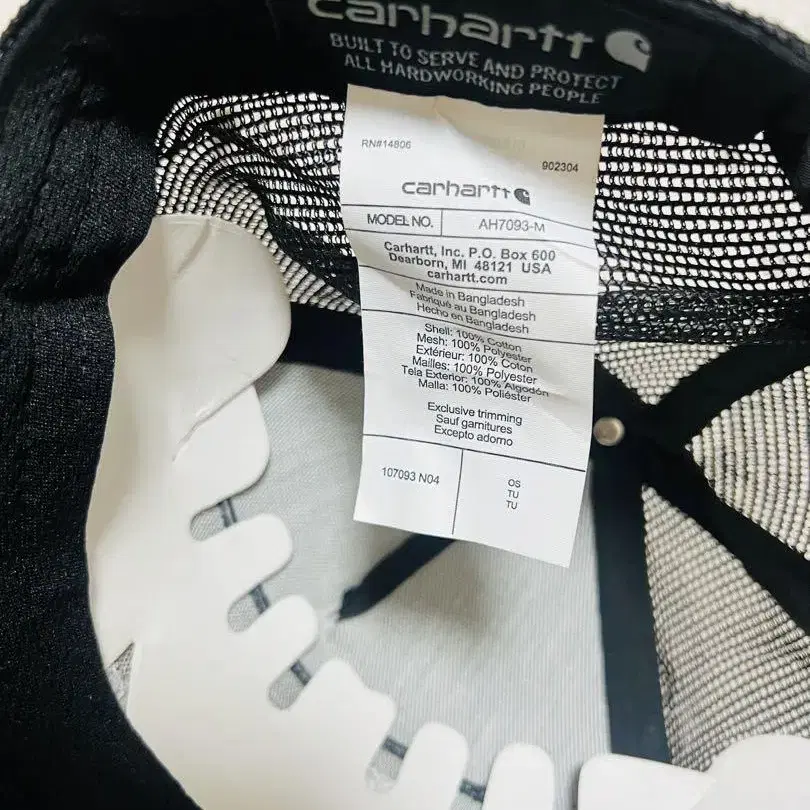 carhartt
BUILT TO SERVE AND PROTECT
ALL HARDWORKING PEOPLE
RN#14806
902304
carhartt
MODEL NO. AH7093-M
Carhartt, Inc. P.O. Box 600
Dearborn, MI 48121 USA
carhartt.com
Made in Bangladesh
Fabriqué au Bangladesh
Hecho en Bangladesh
Shell: 100% Cotton
Mesh: 100% Polyester
Extérieur: 100% Coton
Mailles: 100% Polyester
Tela Exterior: 100% Algodón
Malla: 100% Poliéster
Exclusive trimming
Sauf garnitures
Excepto adorno
107093 N04
OS
TU
TU